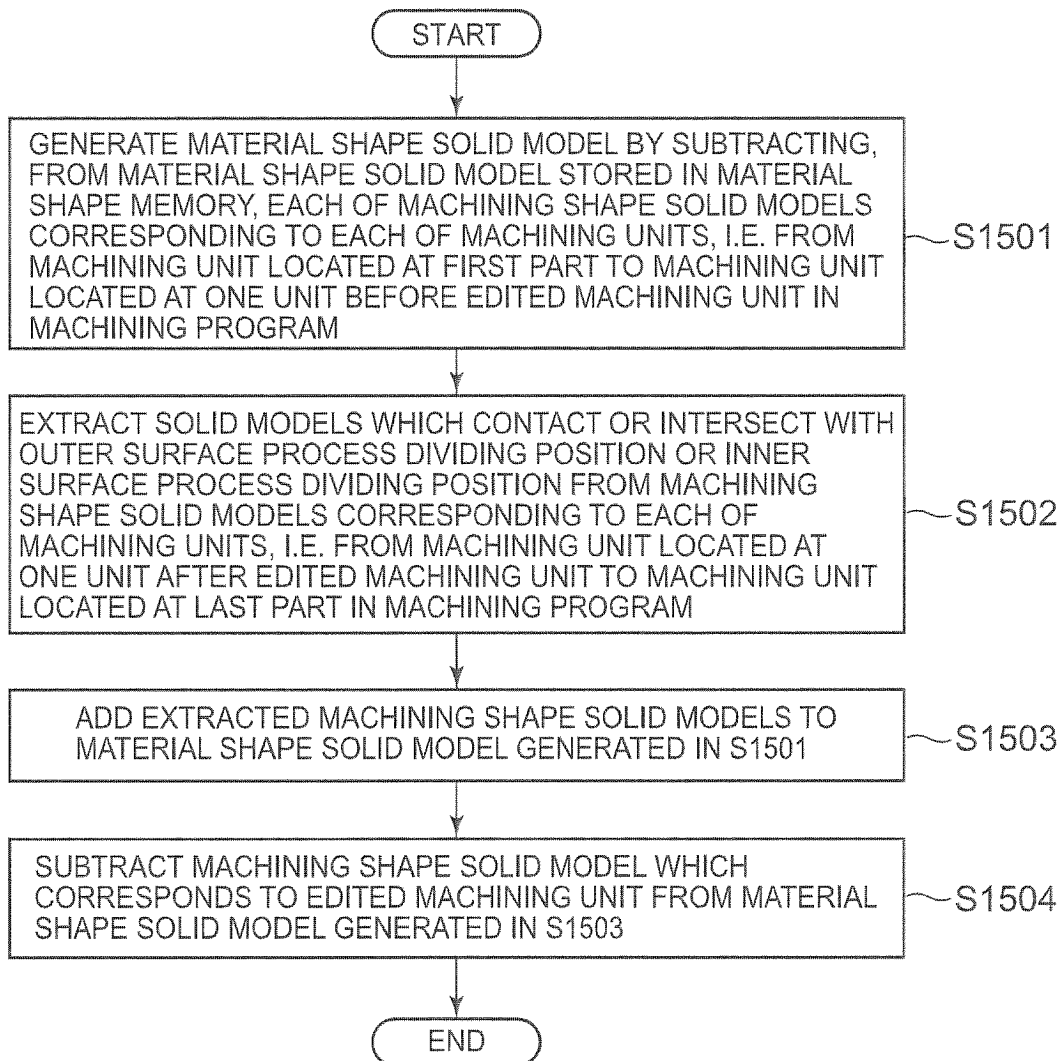 START
GENERATE MATERIAL SHAPE SOLID MODEL BY SUBTRACTING,
FROM MATERIAL SHAPE SOLID MODEL STORED IN MATERIAL
SHAPE MEMORY, EACH OF MACHINING SHAPE SOLID MODELS
CORRESPONDING TO EACH OF MACHINING UNITS, I.E. FROM
MACHINING UNIT LOCATED AT FIRST PART TO MACHINING UNIT
LOCATED AT ONE UNIT BEFORE EDITED MACHINING UNIT IN
MACHINING PROGRAM
S1501
EXTRACT SOLID MODELS WHICH CONTACT OR INTERSECT WITH
OUTER SURFACE PROCESS DIVIDING POSITION OR INNER
SURFACE PROCESS DIVIDING POSITION FROM MACHINING
SHAPE SOLID MODELS CORRESPONDING TO EACH OF
MACHINING UNITS, I.E. FROM MACHINING UNIT LOCATED AT
ONE UNIT AFTER EDITED MACHINING UNIT TO MACHINING UNIT
LOCATED AT LAST PART IN MACHINING PROGRAM
S1502
ADD EXTRACTED MACHINING SHAPE SOLID MODELS TO
MATERIAL SHAPE SOLID MODEL GENERATED IN S1501
S1503
SUBTRACT MACHINING SHAPE SOLID MODEL WHICH
CORRESPONDS TO EDITED MACHINING UNIT FROM MATERIAL
SHAPE SOLID MODEL GENERATED IN S1503
S1504
END